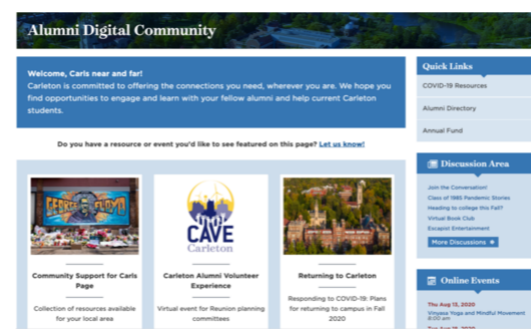 Alumni Digital Community
Welcome, Carls near and far!
Carleton is committed to offering the connections you need, wherever you are. We hope you
find opportunities to engage and learn with your fellow alumni and help current Carleton
students.
Do you have a resource or event you'd like to see featured on this page? Let us know!
GEORGE FLOYD
Community Support for Carls
Page
Collection of resources available
for your local area
CAVE
Carleton
Carleton Alumni Volunteer
Experience
Virtual event for Reunion planning
committees
Returning to Carleton
Responding to COVID-19: Plans
for returning to campus in Fall
2020
Quick Links
COVID-19 Resources
Alumni Directory
Annual Fund
Discussion Area
Join the Conversation!
Class of 1995 Pandemic Stories
Heading to college this Fall?
Virtual Book Club
Escapist Entertainment
More Discussions +
Online Events
Thu Aug 13, 2020
Vinyasa Yoga and Mindful Movement
8:00 am